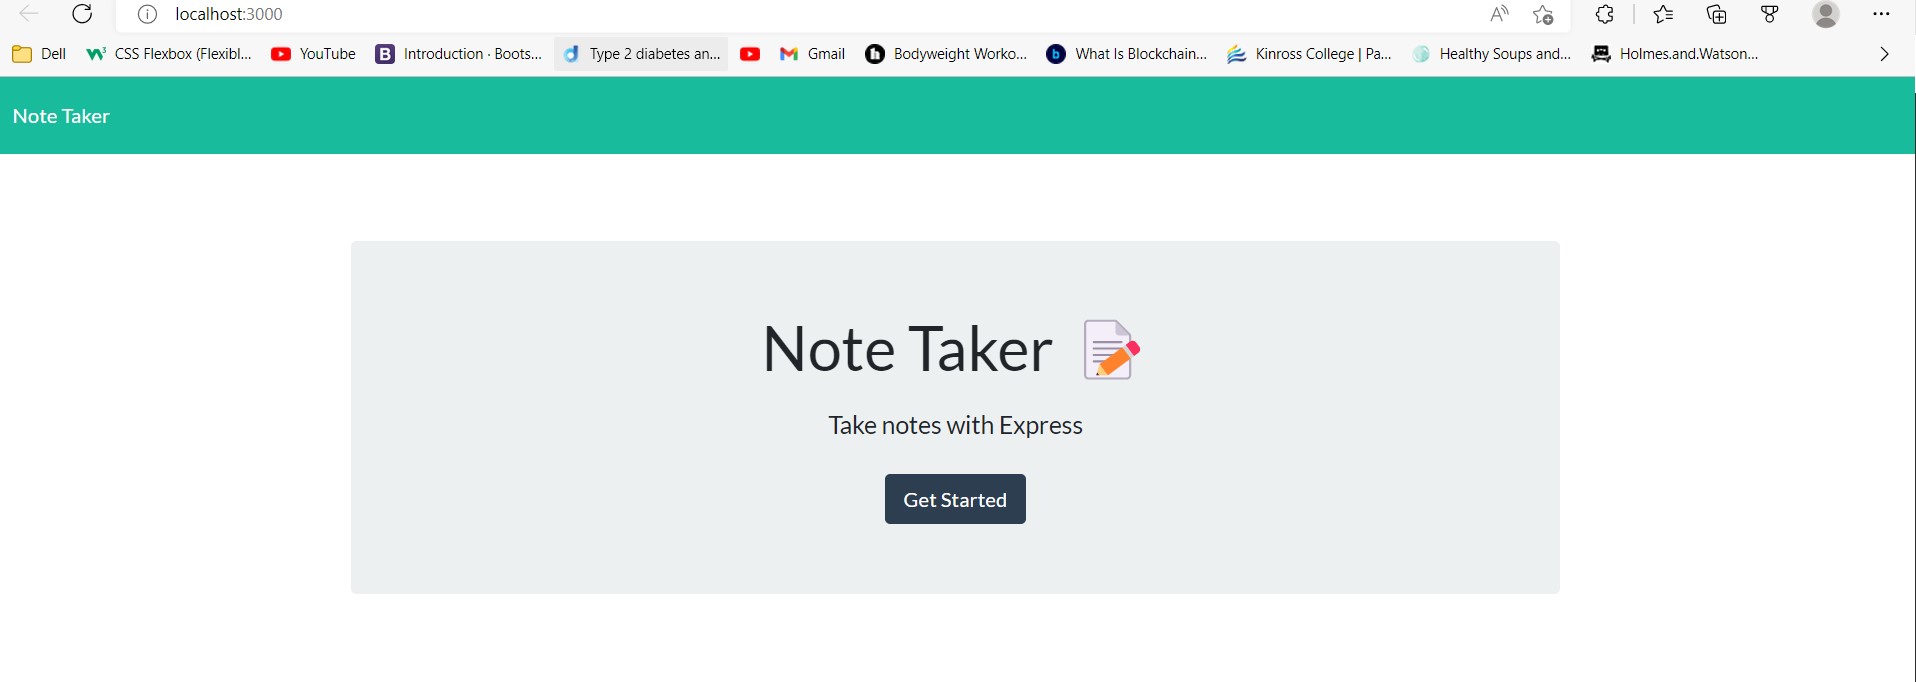 localhost:3000
Dell CSS Flexbox (Flexibl... YouTube Introduction · Boots... Type 2 diabetes an... Gmail Bodyweight Worko... What Is Blockchain... Kinross College | Pa... Healthy Soups and... Holmes.and.Watson...
Note Taker
Note Taker
Take notes with Express
Get Started